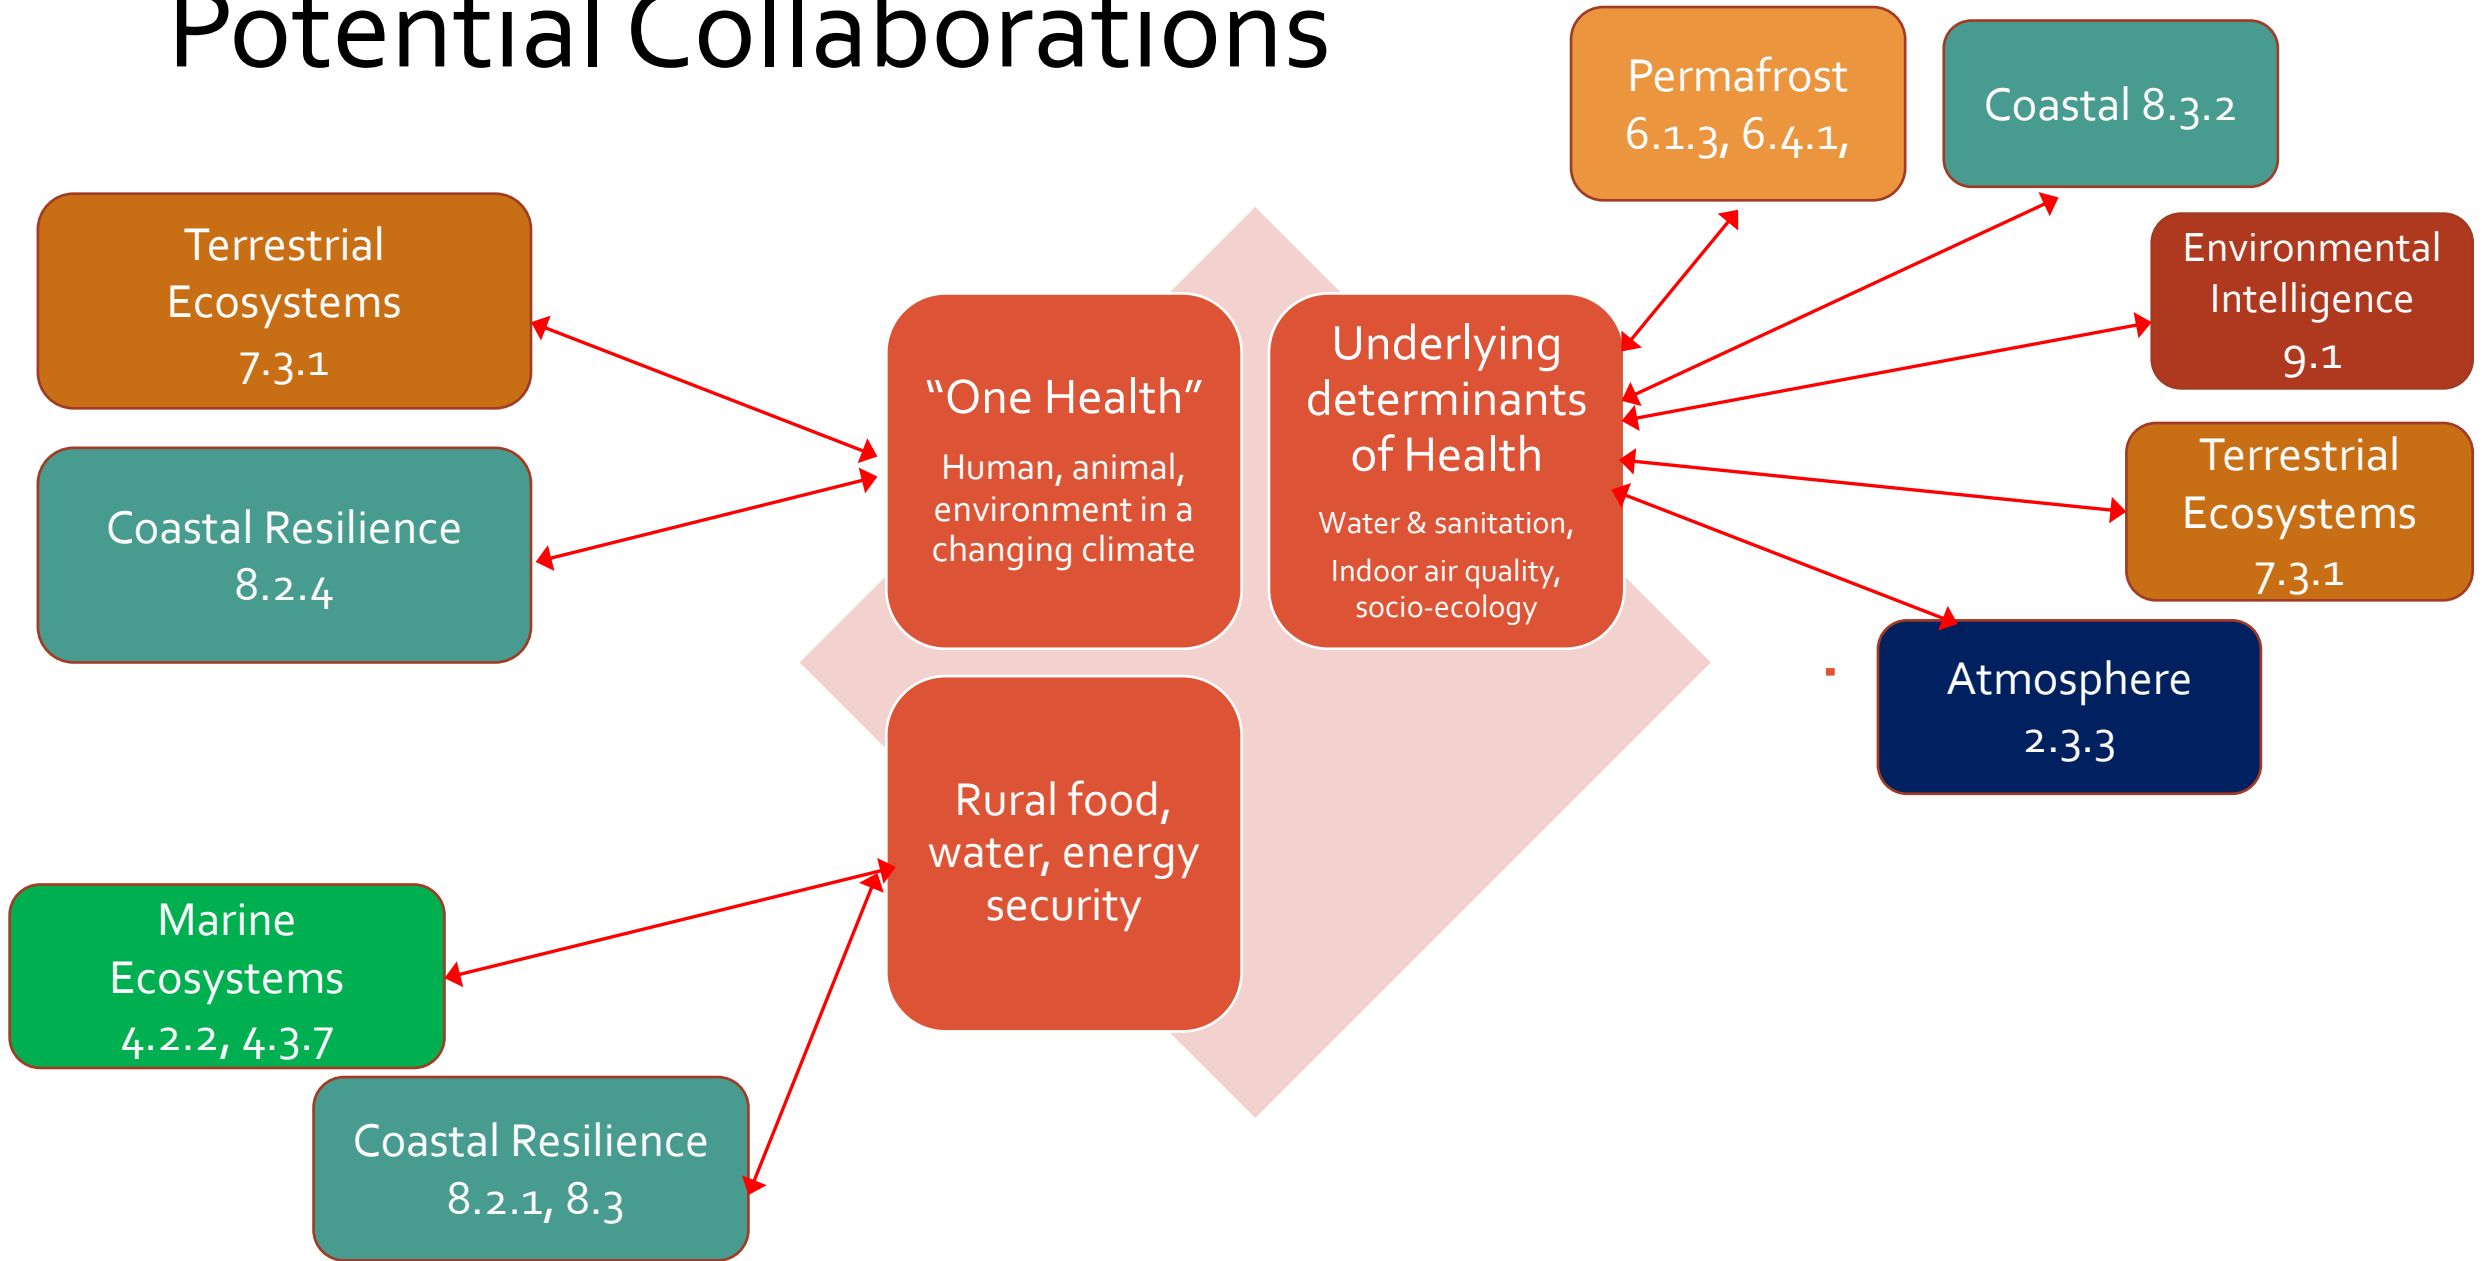 Potential Collaborations
Permafrost
6.1.3, 6.4.1,
Coastal 8.3.2
Terrestrial
Ecosystems
7.3.1
Environmental
Intelligence
9.1
“One Health”
Human, animal,
environment in a
changing climate
Underlying
determinants
of Health
Water & sanitation,
Indoor air quality,
socio-ecology
Coastal Resilience
8.2.4
Terrestrial
Ecosystems
7.3.1
Atmosphere
2.3.3
Rural food,
water, energy
security
Marine
Ecosystems
4.2.2, 4.3.7
Coastal Resilience
8.2.1, 8.3